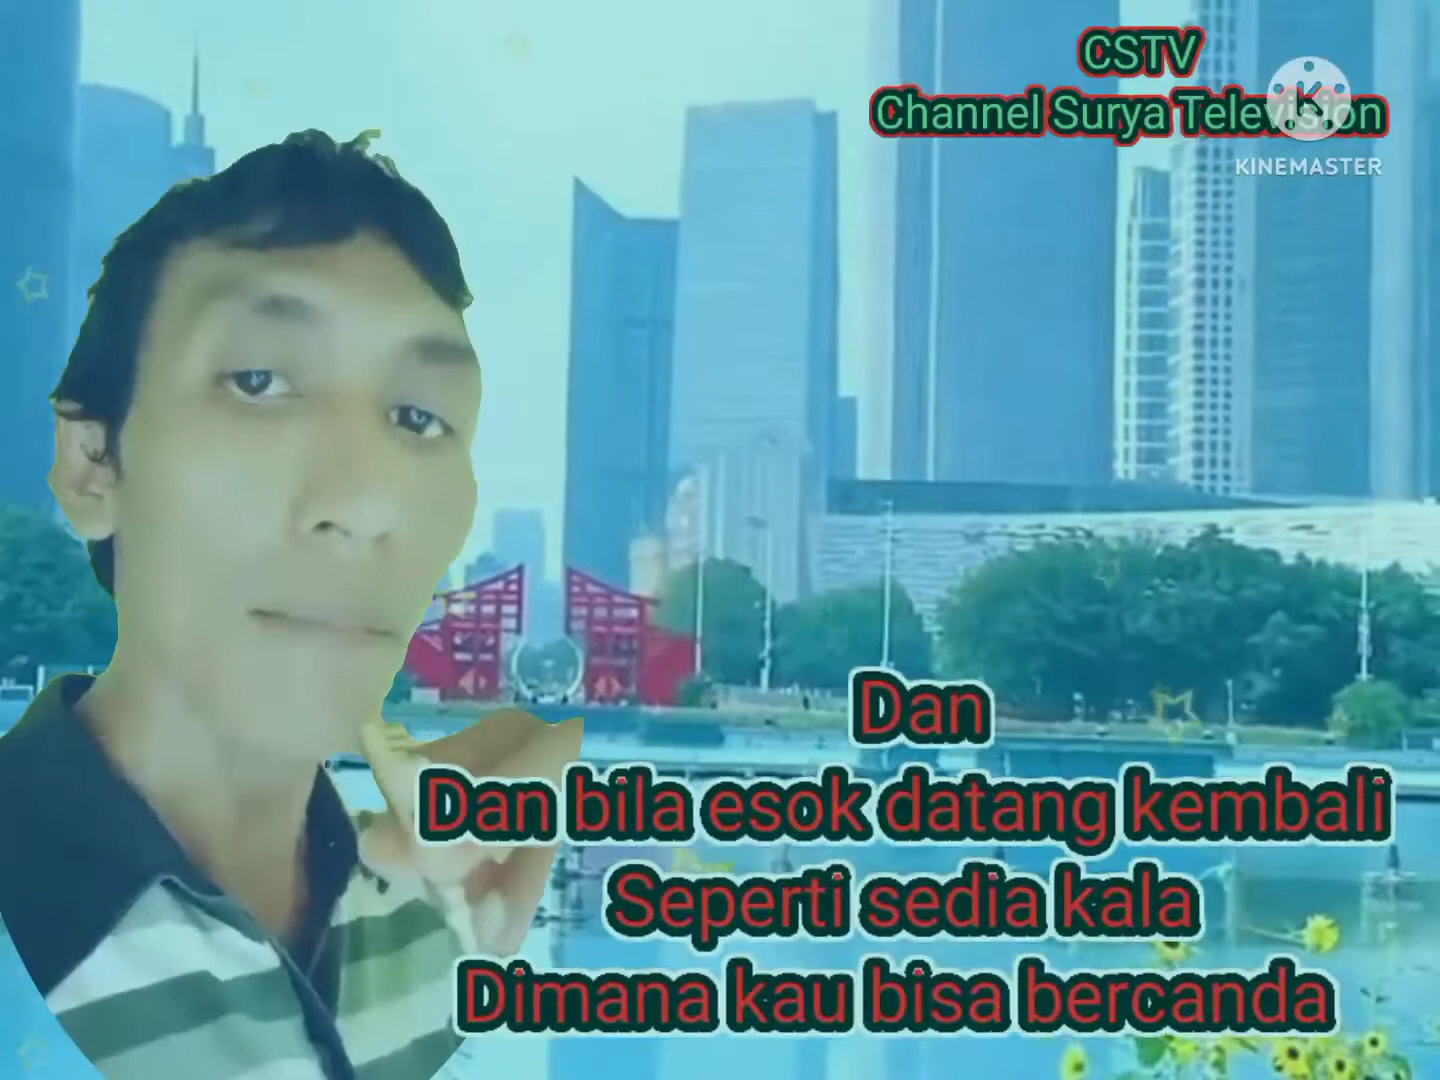 CSTV
Channel Surya Television
KINEMASTER
Dan
Dan bila esok datang kembali
Seperti sedia kala
Dimana kau bisa bercanda